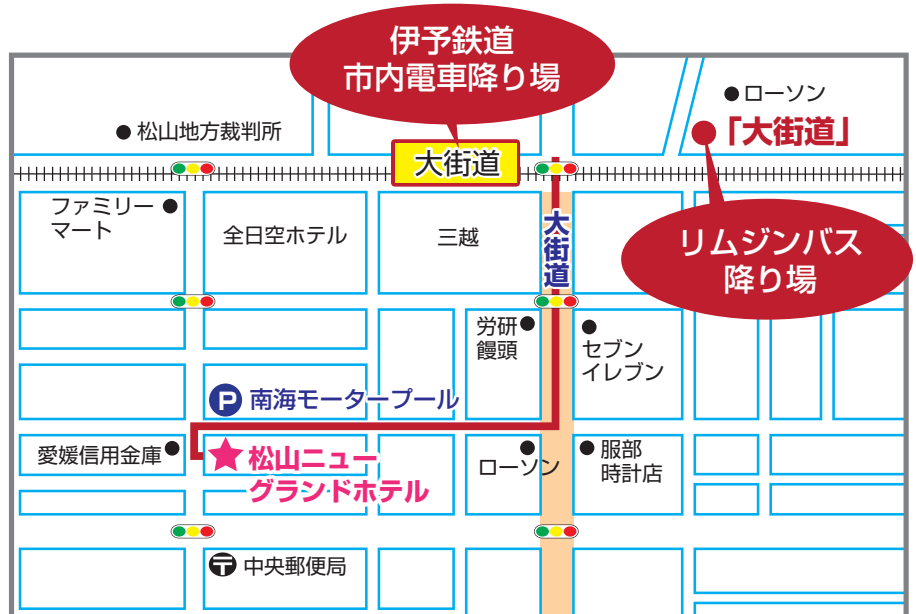 伊予鉄道
市内電車降り場
ローソン
松山地方裁判所
「大街道」
大街道
ファミリー
マート
全日空ホテル
三越
大街道
リムジンバス
降り場
労研
饅頭
セブン
イレブン
P 南海モータープール
愛媛信用金庫
松山ニュー
グランドホテル
ローソン
服部
時計店
〒 中央郵便局